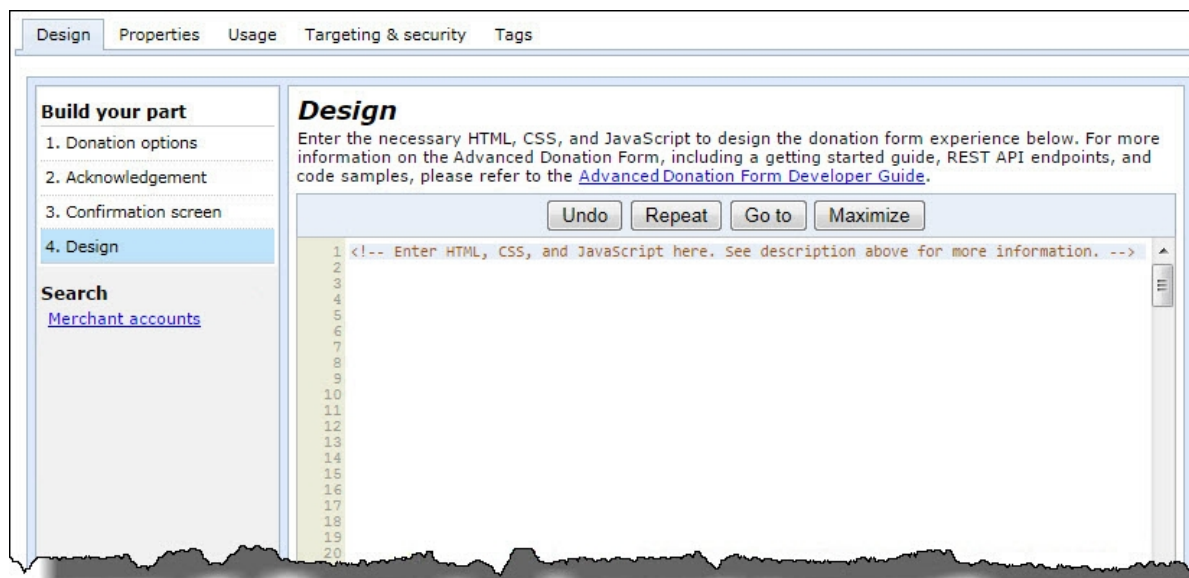 Design Properties Usage Targeting & security Tags
Build your part
1. Donation options
2. Acknowledgement
3. Confirmation screen
4. Design
Search
Merchant accounts
Design
Enter the necessary HTML, CSS, and JavaScript to design the donation form experience below. For more
information on the Advanced Donation Form, including a getting started guide, REST API endpoints, and
code samples, please refer to the Advanced Donation Form Developer Guide.
Undo Repeat Go to Maximize
1 <!-- Enter HTML, CSS, and JavaScript here. See description above for more information. -->
2
3
4
5
6
7
8
9
10
11
12
13
14
15
16
17
18
19
20